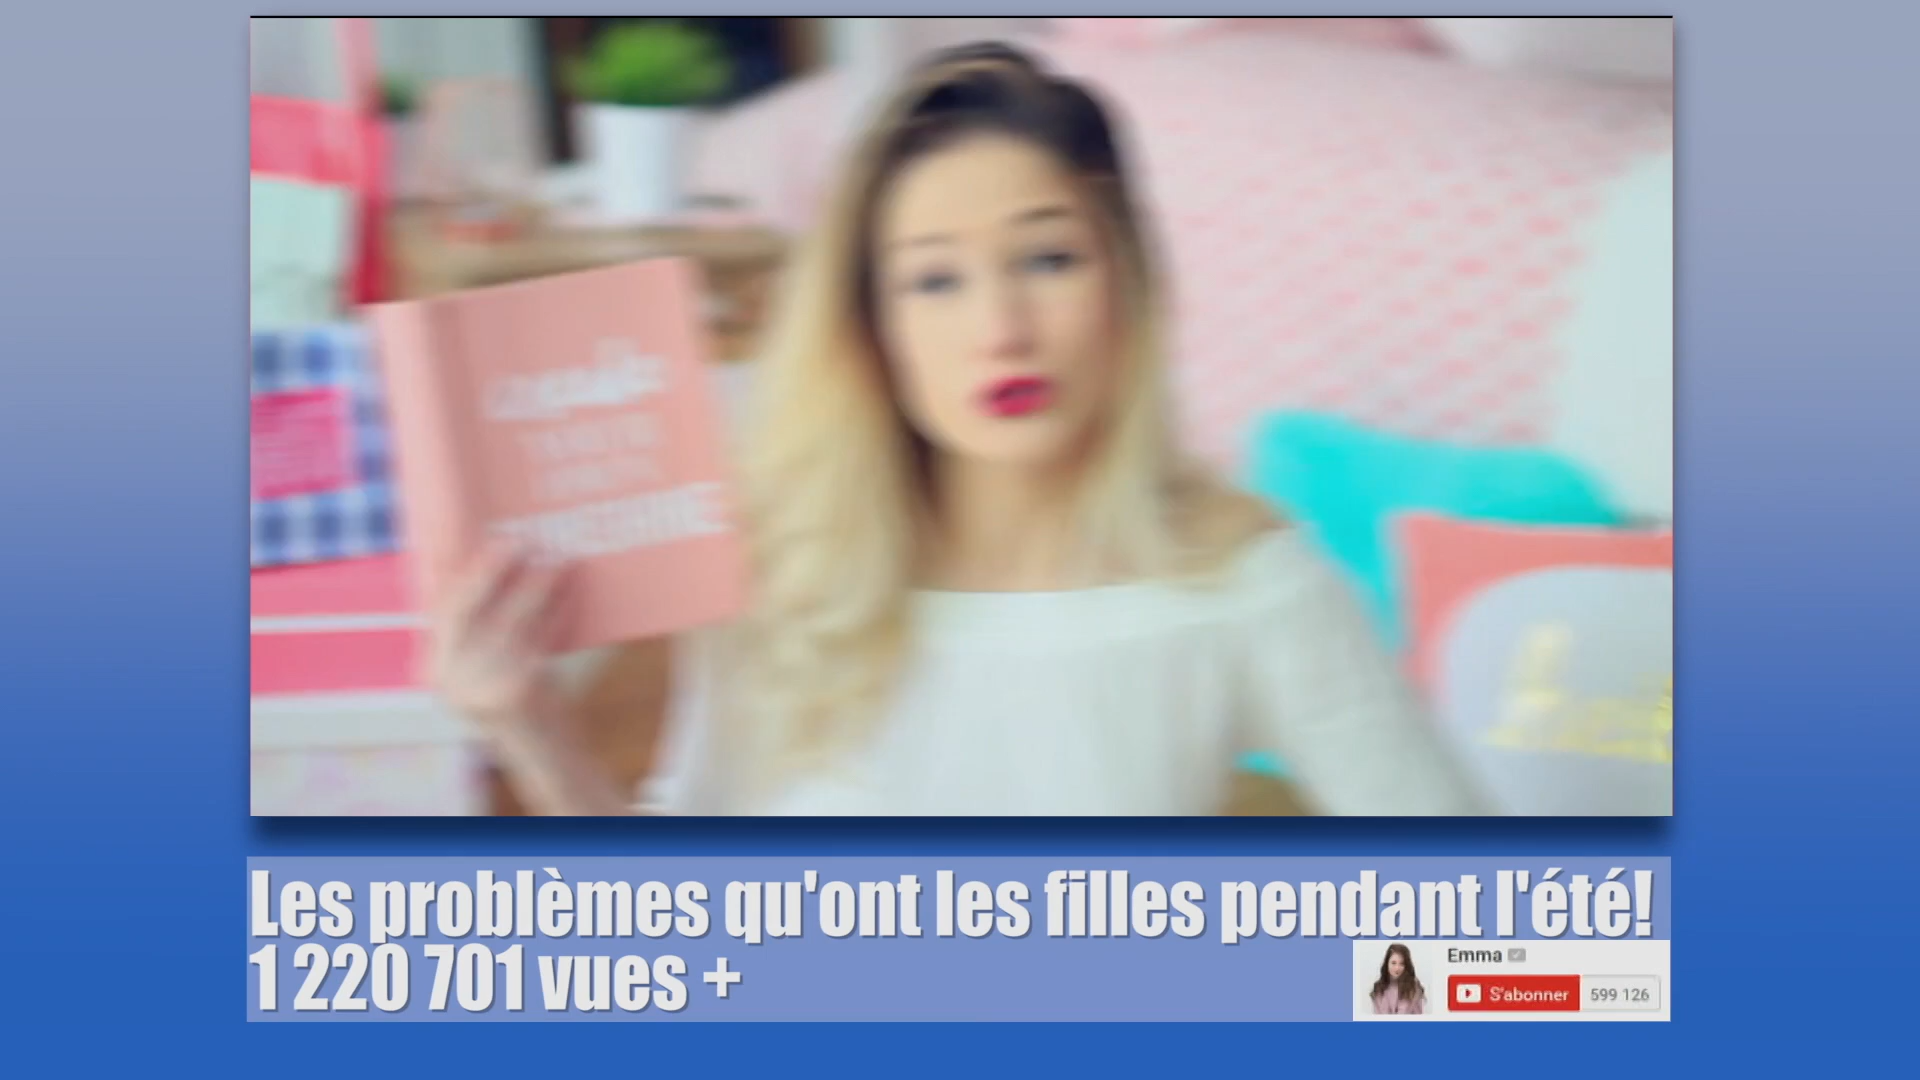 Les problèmes qu'ont les filles pendant l'été!
1 220 701 vues +
Emma
S'abonner 599 126